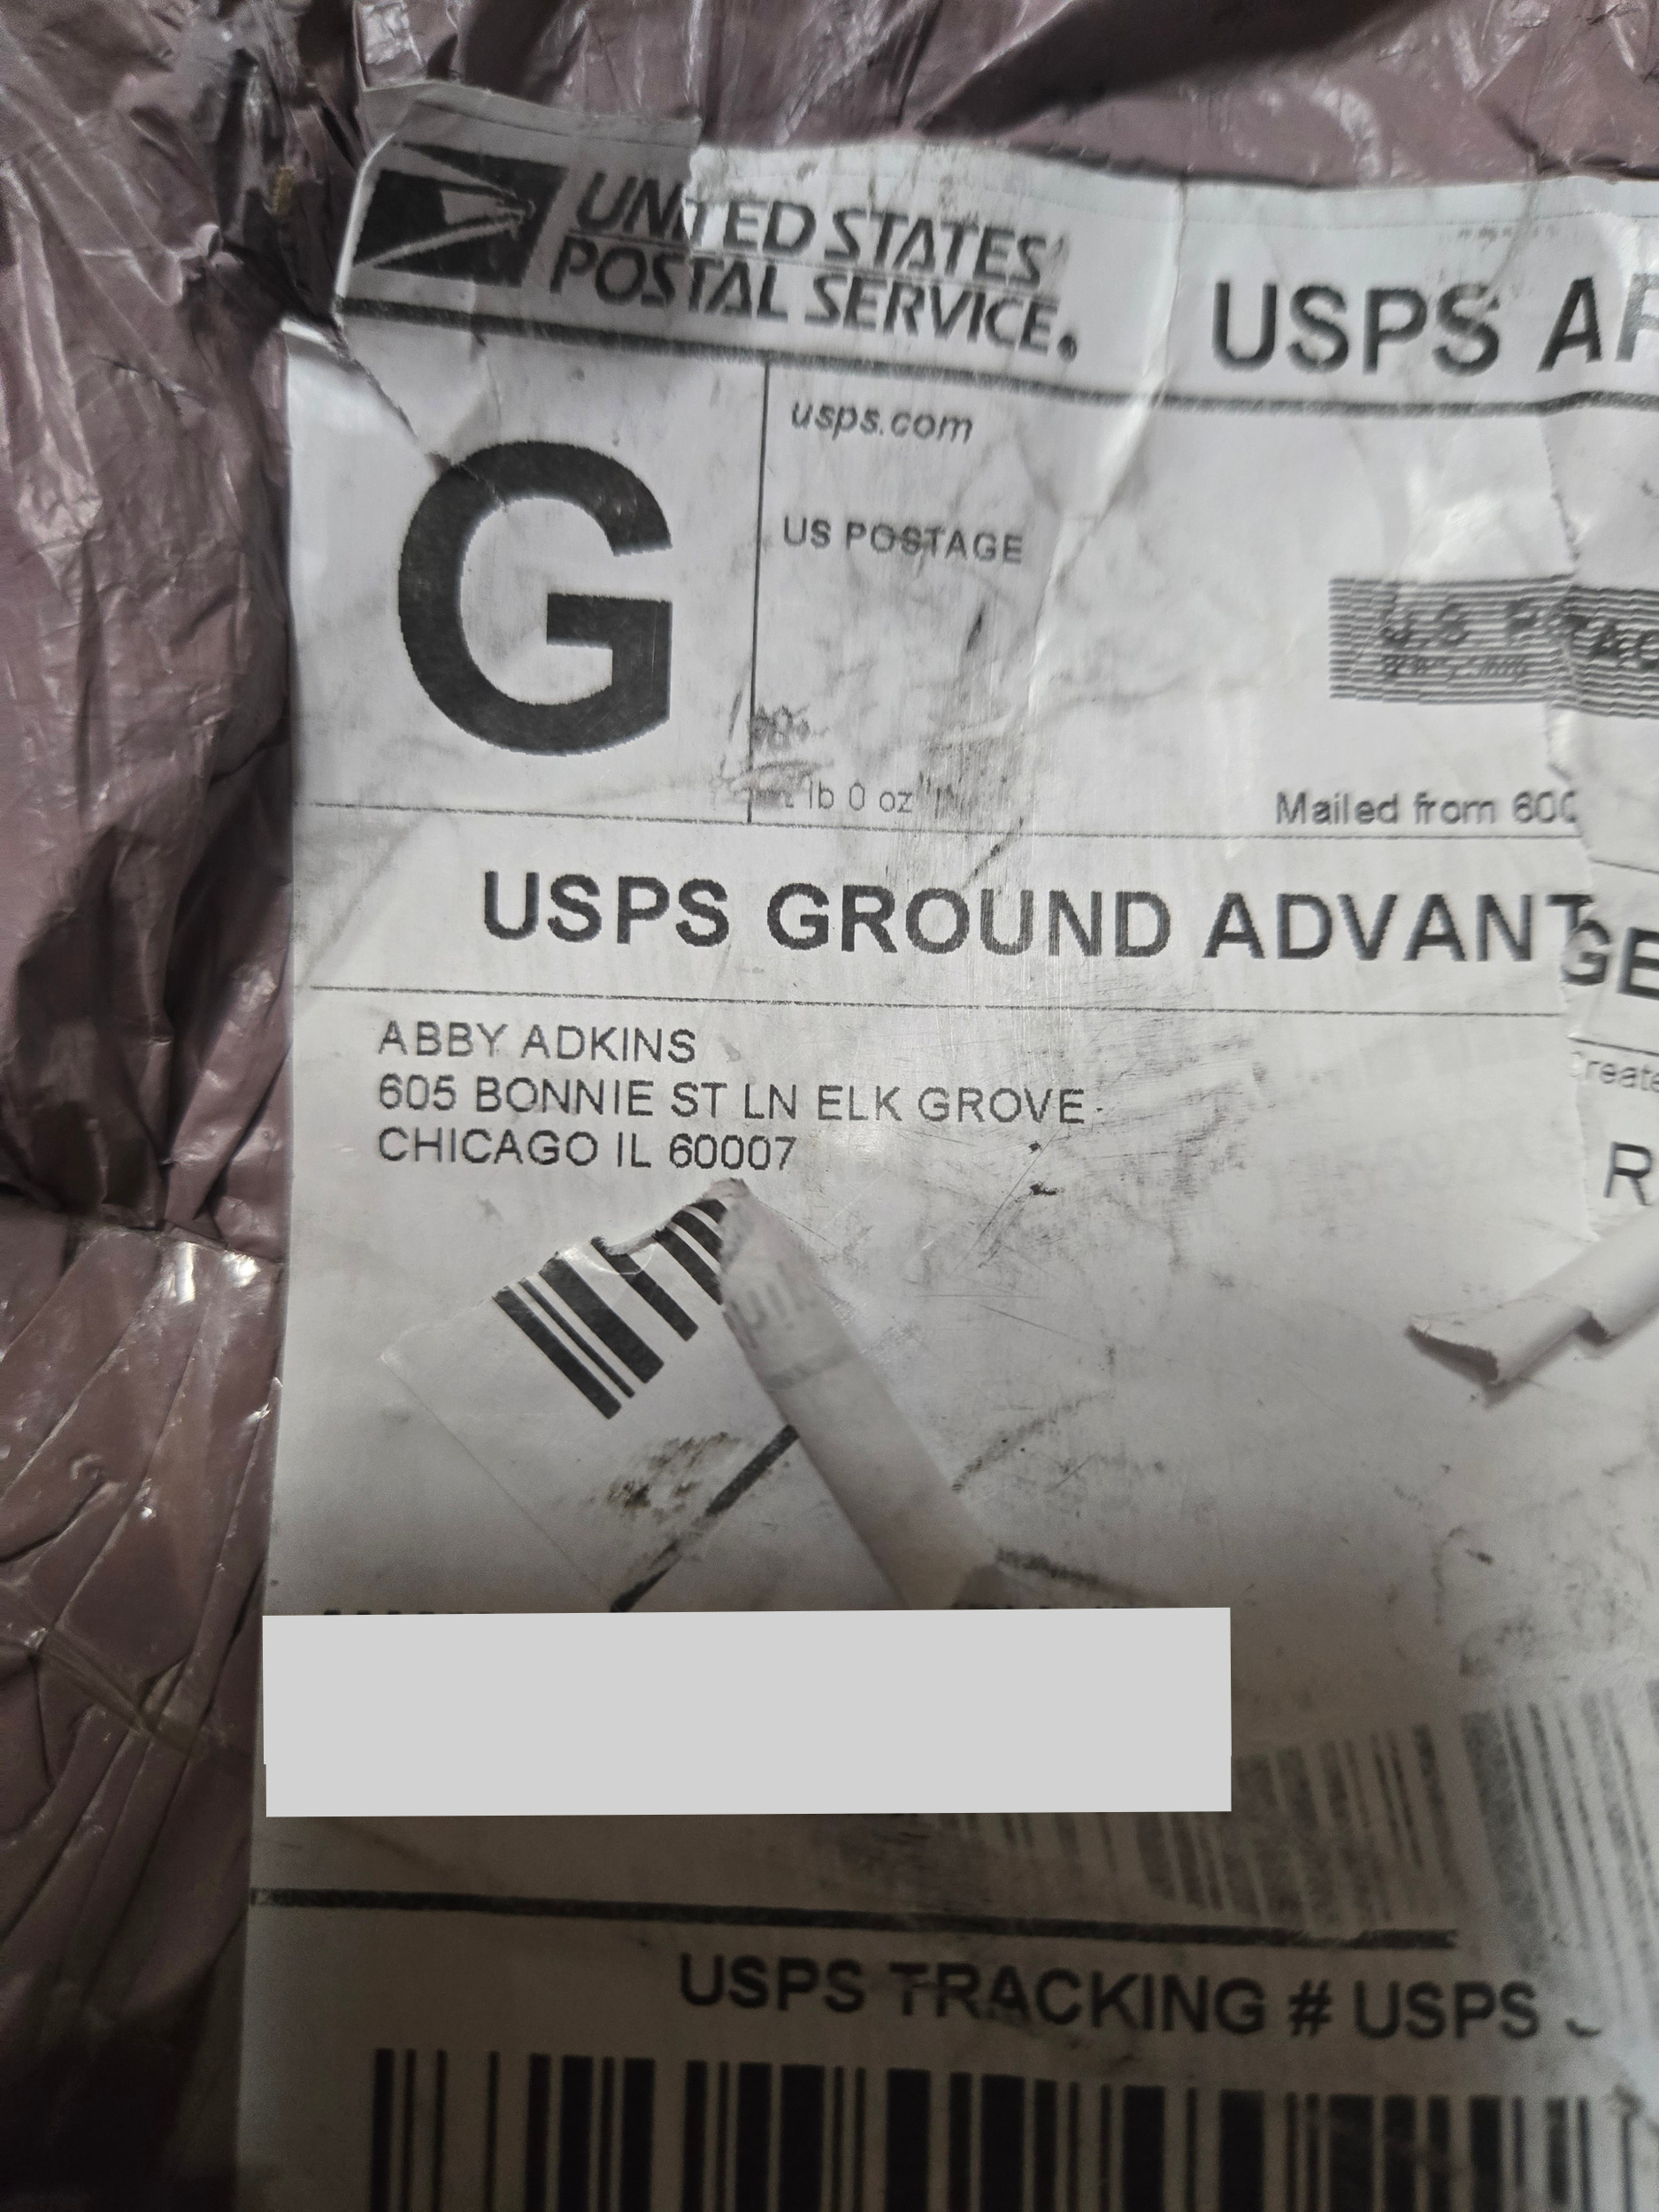 UNITED STATES
POSTAL SERVICE.
USPS
G
usps.com
US POSTAGE
lb 0 oz
Mailed from
USPS GROUND
ABBY ADKINS
605 BONNIE ST LN ELK GROVE
CHICAGO IL 60007
R
USPS TRACKING # USPS